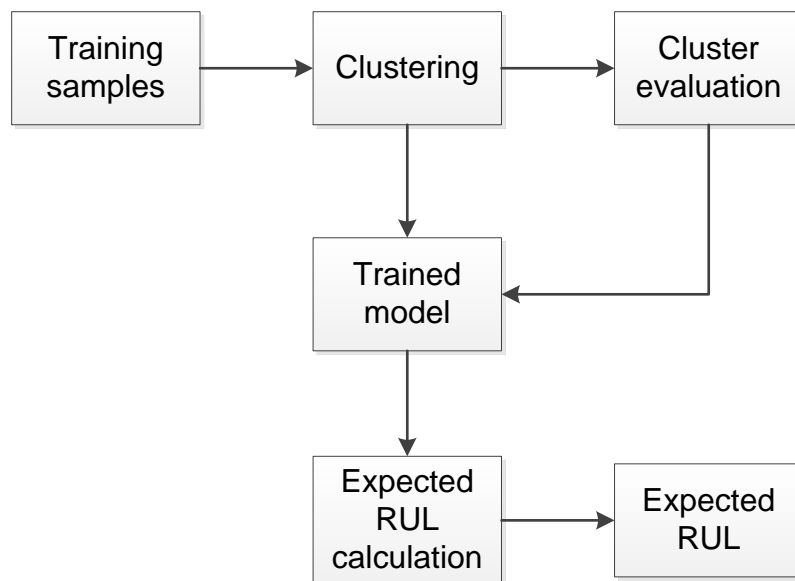 Training
samples
Clustering
Cluster
evaluation
Trained
model
Expected
RUL
calculation
Expected
RUL